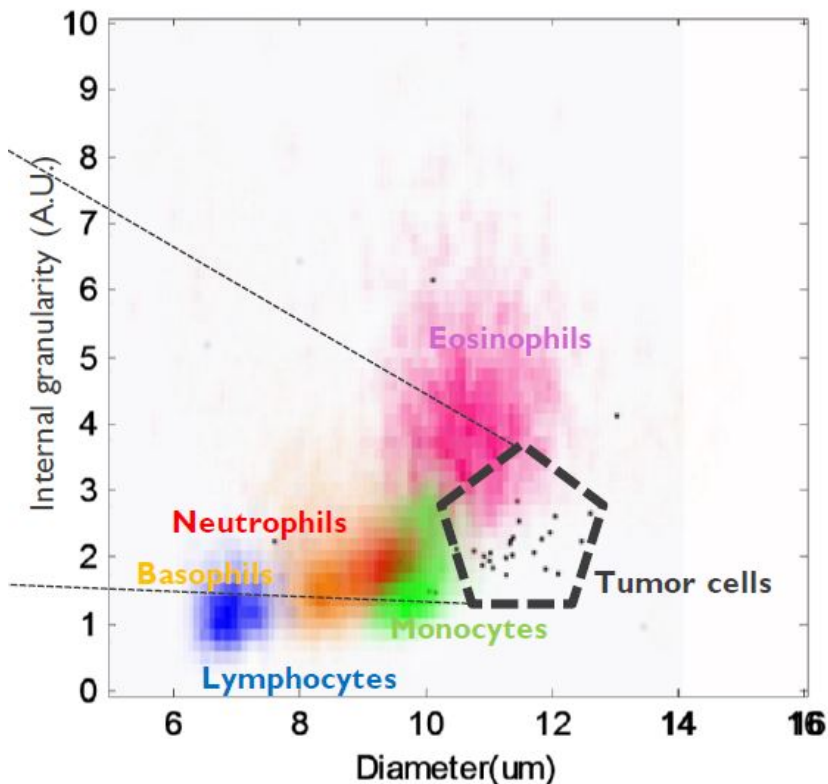 10
9
8
7
6
5
4
3
2
1
0
Internal granularity (A.U.)
Eosinophils
Neutrophils
Basophils
Tumor cells
Monocytes
Lymphocytes
6
8
10
12
14
16
Diameter(um)